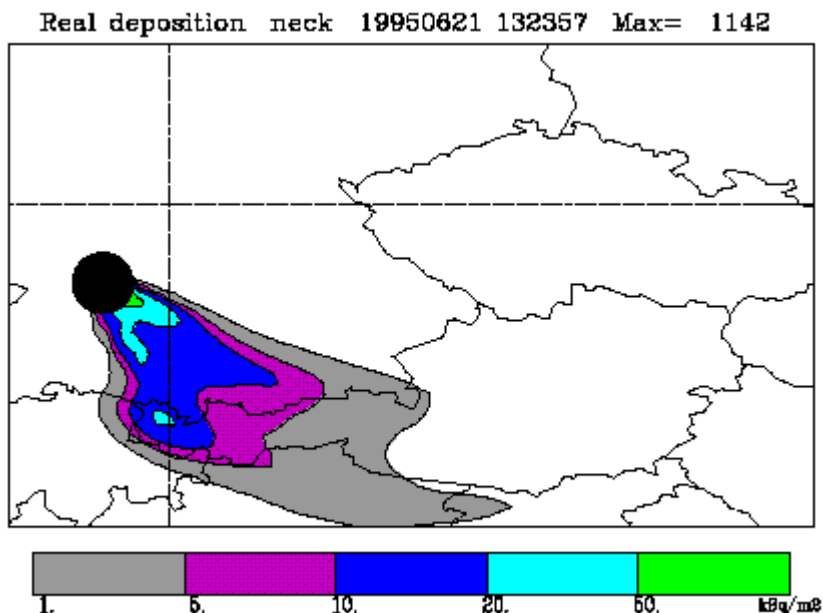 Real deposition neck 19950621 132357 Max= 1142
1. 5. 10. 20. 50. kBq/m2